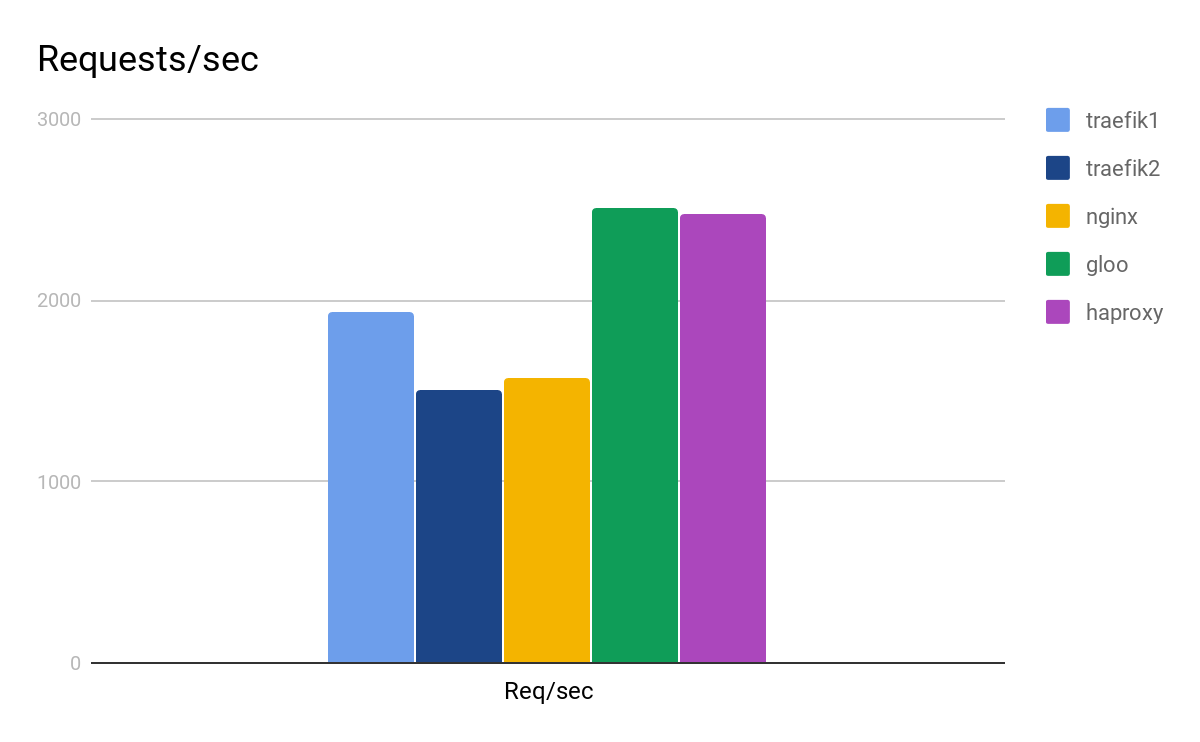 Requests/sec
3000
2000
1000
0
Req/sec
traefik1
traefik2
nginx
gloo
haproxy